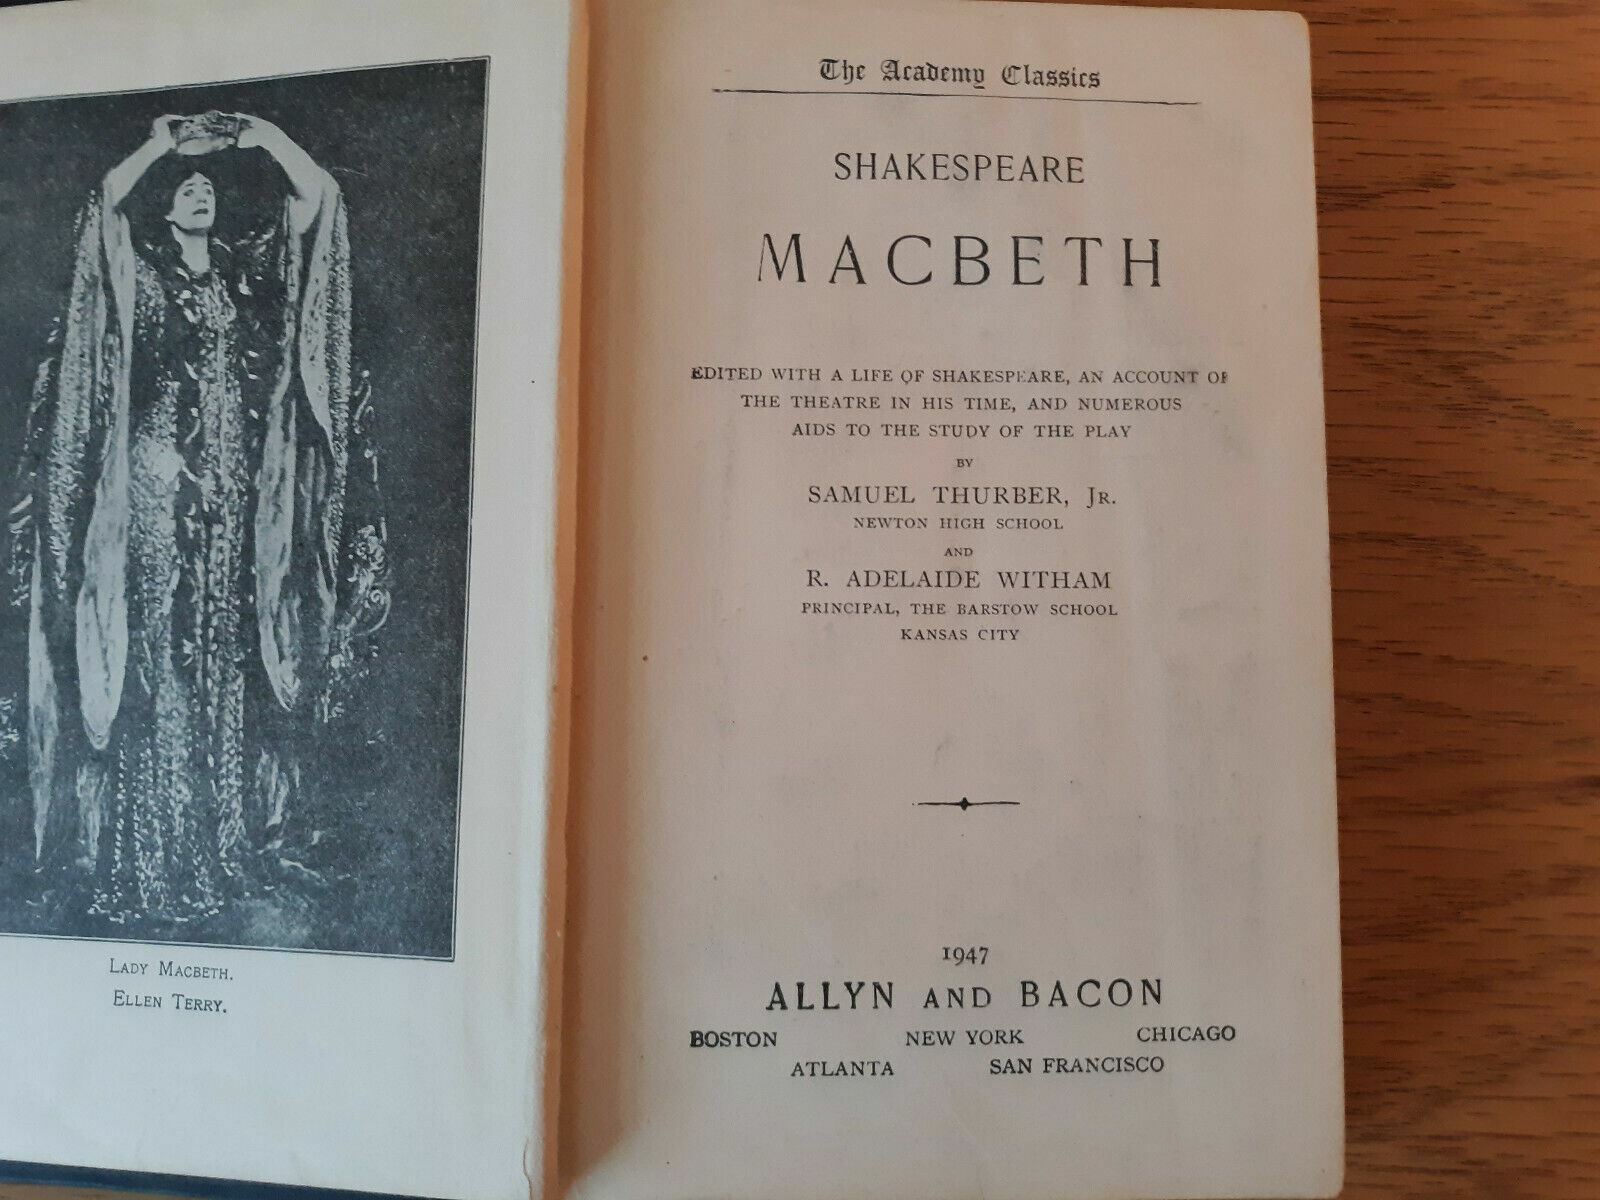 LADY MACBETH.
ELLEN TERRY.
The Academy Classics
SHAKESPEARE
MACBETH
EDITED WITH A LIFE OF SHAKESPEARE, AN ACCOUNT OF
THE THEATRE IN HIS TIME, AND NUMEROUS
AIDS TO THE STUDY OF THE PLAY
BY
SAMUEL THURBER, JR.
NEWTON HIGH SCHOOL
AND
R. ADELAIDE WITHAM
PRINCIPAL, THE BARSTOW SCHOOL
KANSAS CITY
1947
ALLYN AND BACON
BOSTON NEW YORK CHICAGO
ATLANTA SAN FRANCISCO